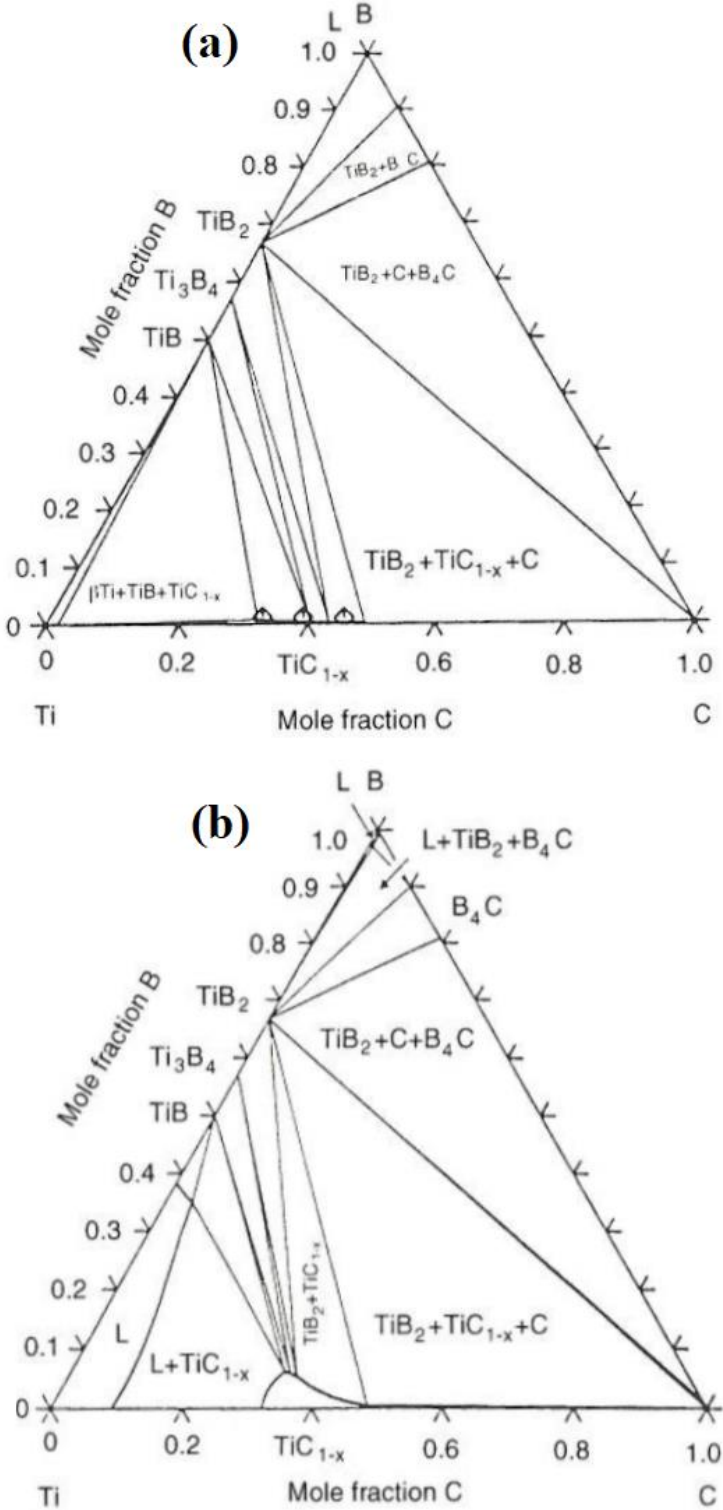 (a)
L B
1.0
0.9
0.8
TiB₂+B C
TiB₂
Mole fraction B
Ti₃B₄
TiB₂+C+B₄C
TiB
0.4
0.3
0.2
0.1
βTi+TiB+TiC₁₋ₓ
TiB₂+TiC₁₋ₓ+C
0
0 0.2 TiC₁₋ₓ 0.6 0.8 1.0
Ti Mole fraction C C
(b)
L B
1.0
L+TiB₂+B₄C
0.9
B₄C
0.8
Mole fraction B
TiB₂
TiB₂+C+B₄C
Ti₃B₄
TiB
0.4
0.3
0.2
TiB₂+TiC₁₋ₓ
0.1
L
L+TiC₁₋ₓ
TiB₂+TiC₁₋ₓ+C
0
0 0.2 TiC₁₋ₓ 0.6 0.8 1.0
Ti Mole fraction C C